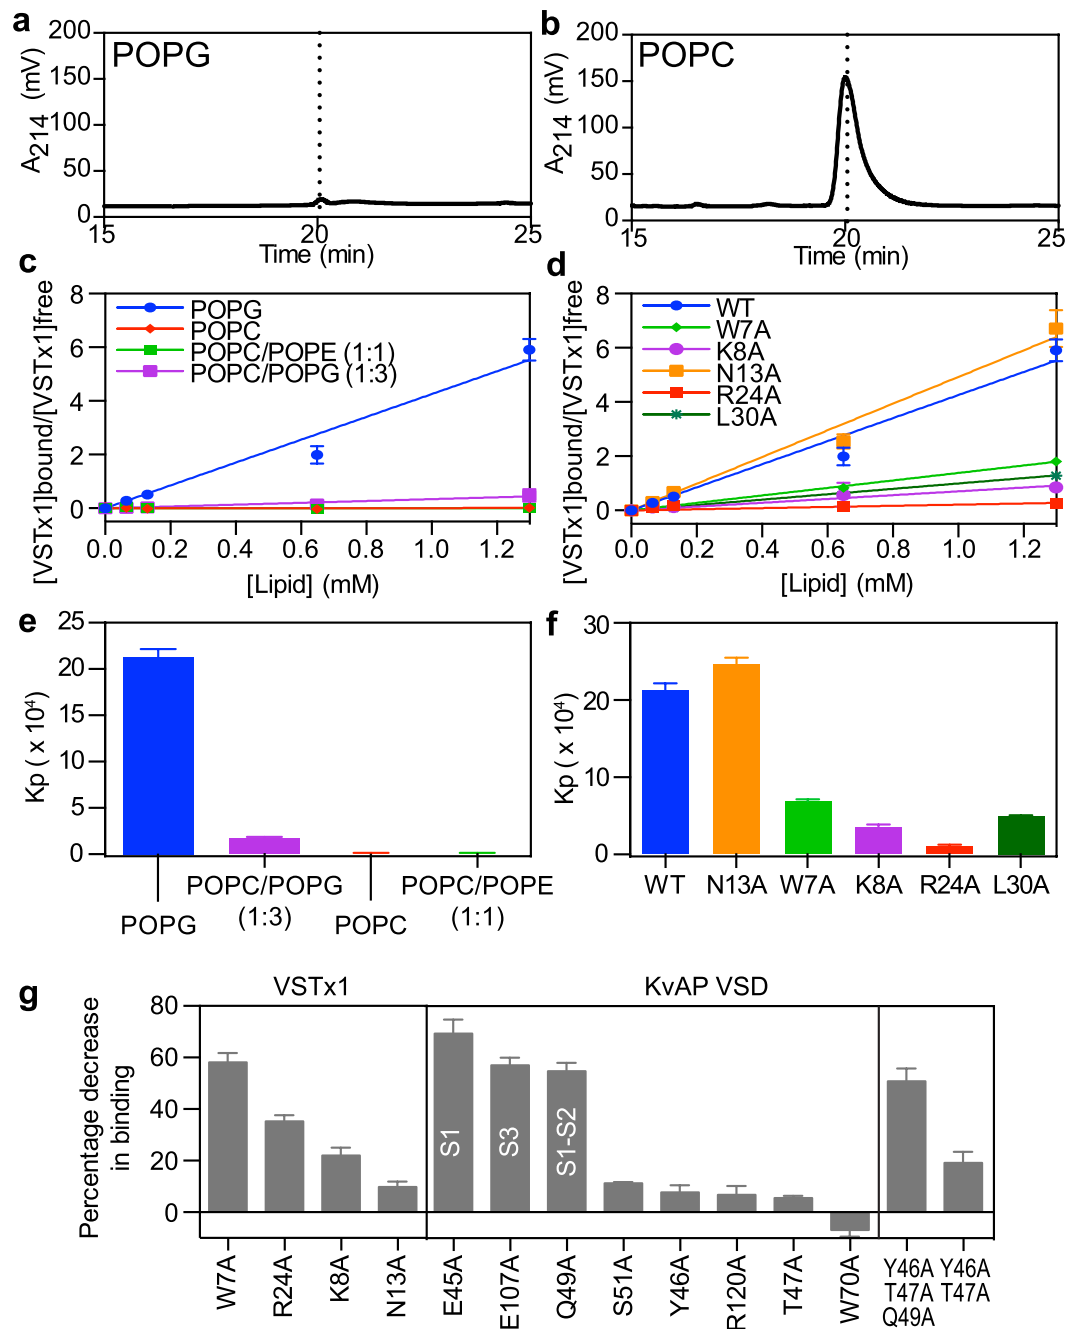 a
POPG
A214 (mV)
200
150
100
50
0
15
20
25
Time (min)
b
POPC
A214 (mV)
200
150
100
50
0
15
20
25
Time (min)
c
[VSTx1]bound/[VSTx1]free
8
6
4
2
0
POPG
POPC
POPC/POPE (1:1)
POPC/POPG (1:3)
0.0
0.2
0.4
0.6
0.8
1.0
1.2
[Lipid] (mM)
d
[VSTx1]bound/[VSTx1]free
8
6
4
2
0
WT
W7A
K8A
N13A
R24A
L30A
0.0
0.2
0.4
0.6
0.8
1.0
1.2
[Lipid] (mM)
e
Kp ( x 10⁴)
25
20
15
10
5
0
POPG
POPC/POPG
(1:3)
POPC
POPC/POPE
(1:1)
f
Kp ( x 10⁴)
30
20
10
0
WT
N13A
W7A
K8A
R24A
L30A
g
VSTx1
KvAP VSD
Percentage decrease
in binding
80
60
40
20
0
S1
S3
S1-S2
W7A
R24A
K8A
N13A
E45A
E107A
Q49A
S51A
Y46A
R120A
T47A
W70A
Y46A
T47A
Q49A
Y46A
T47A